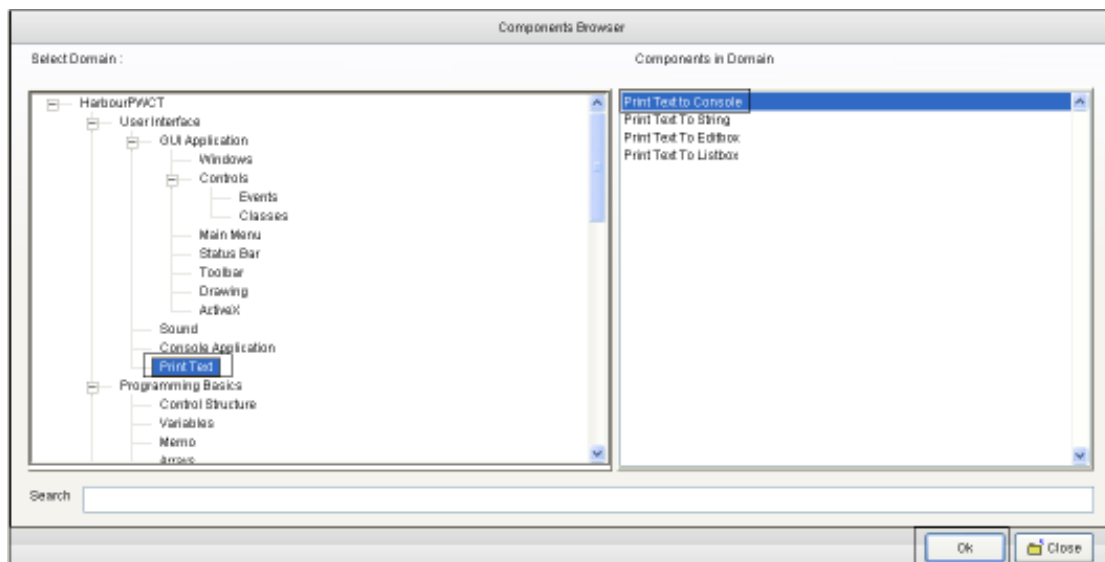 Components Browser
Select Domain :
Components in Domain
HarbourPWCT
User Interface
GUI Application
Windows
Controls
Events
Classes
Main Menu
Status Bar
Toolbar
Drawing
ActiveX
Sound
Console Application
Print Text
Programming Basics
Control Structure
Variables
Memo
Arrays
Print Text to Console
Print Text To String
Print Text To Editbox
Print Text To Listbox
Search
Ok
Close